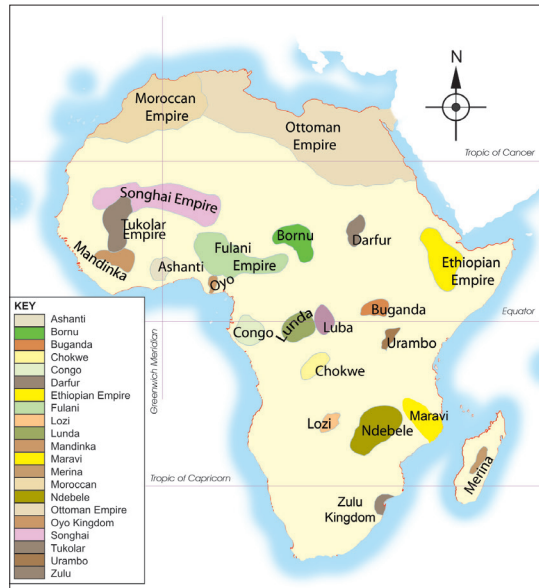 N
Moroccan
Empire
Ottoman
Empire
Tropic of Cancer
Songhai Empire
Tukolar
Empire
Mandinka
Ashanti
Fulani
Empire
Oyo
Bornu
Darfur
Ethiopian
Empire
Buganda
Equator
Congo
Lunda
Luba
Urambo
Chokwe
Greenwich Meridian
Lozi
Ndebele
Maravi
Merina
Tropic of Capricorn
Zulu
Kingdom
KEY
Ashanti
Bornu
Buganda
Chokwe
Congo
Darfur
Ethiopian Empire
Fulani
Lozi
Lunda
Mandinka
Maravi
Merina
Moroccan
Ndebele
Ottoman Empire
Oyo Kingdom
Songhai
Tukolar
Urambo
Zulu